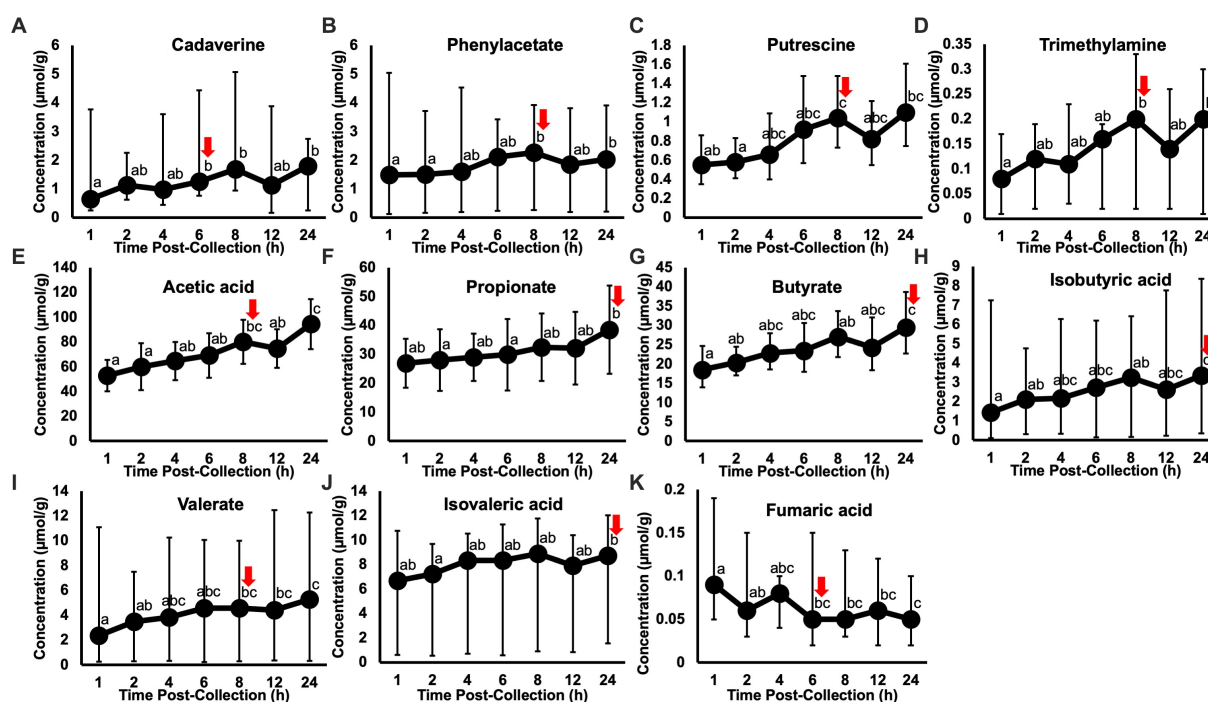 A
Cadaverine
Concentration (µmol/g)
6
5
4
3
2
1
0
a
ab
ab
b
b
ab
b
1 2 4 6 8 12 24
Time Post-Collection (h)
B
Phenylacetate
Concentration (µmol/g)
6
5
4
3
2
1
0
a
a
ab
ab
b
ab
b
1 2 4 6 8 12 24
Time Post-Collection (h)
C
Putrescine
Concentration (µmol/g)
1.8
1.6
1.4
1.2
1
0.8
0.6
0.4
0.2
0
ab
a
abc
abc
c
abc
bc
1 2 4 6 8 12 24
Time Post-Collection (h)
D
Trimethylamine
Concentration (µmol/g)
0.35
0.3
0.25
0.2
0.15
0.1
0.05
0
a
ab
ab
ab
b
ab
1 2 4 6 8 12 24
Time Post-Collection (h)
E
Acetic acid
Concentration (µmol/g)
140
120
100
80
60
40
20
0
a
a
ab
ab
bc
ab
c
1 2 4 6 8 12 24
Time Post-Collection (h)
F
Propionate
Concentration (µmol/g)
60
50
40
30
20
10
0
a
a
ab
ab
ab
ab
b
1 2 4 6 8 12 24
Time Post-Collection (h)
G
Butyrate
Concentration (µmol/g)
45
40
35
30
25
20
15
10
5
0
a
ab
abc
abc
ab
abc
c
1 2 4 6 8 12 24
Time Post-Collection (h)
H
Isobutyric acid
Concentration (µmol/g)
9
8
7
6
5
4
3
2
1
0
a
ab
abc
abc
abc
abc
1 2 4 6 8 12 24
Time Post-Collection (h)
I
Valerate
Concentration (µmol/g)
14
12
10
8
6
4
2
0
a
ab
abc
abc
bc
bc
c
1 2 4 6 8 12 24
Time Post-Collection (h)
J
Isovaleric acid
Concentration (µmol/g)
14
12
10
8
6
4
2
0
ab
a
ab
ab
ab
ab
b
1 2 4 6 8 12 24
Time Post-Collection (h)
K
Fumaric acid
Concentration (µmol/g)
0.2
0.15
0.1
0.05
0
a
ab
abc
bc
bc
bc
c
1 2 4 6 8 12 24
Time Post-Collection (h)